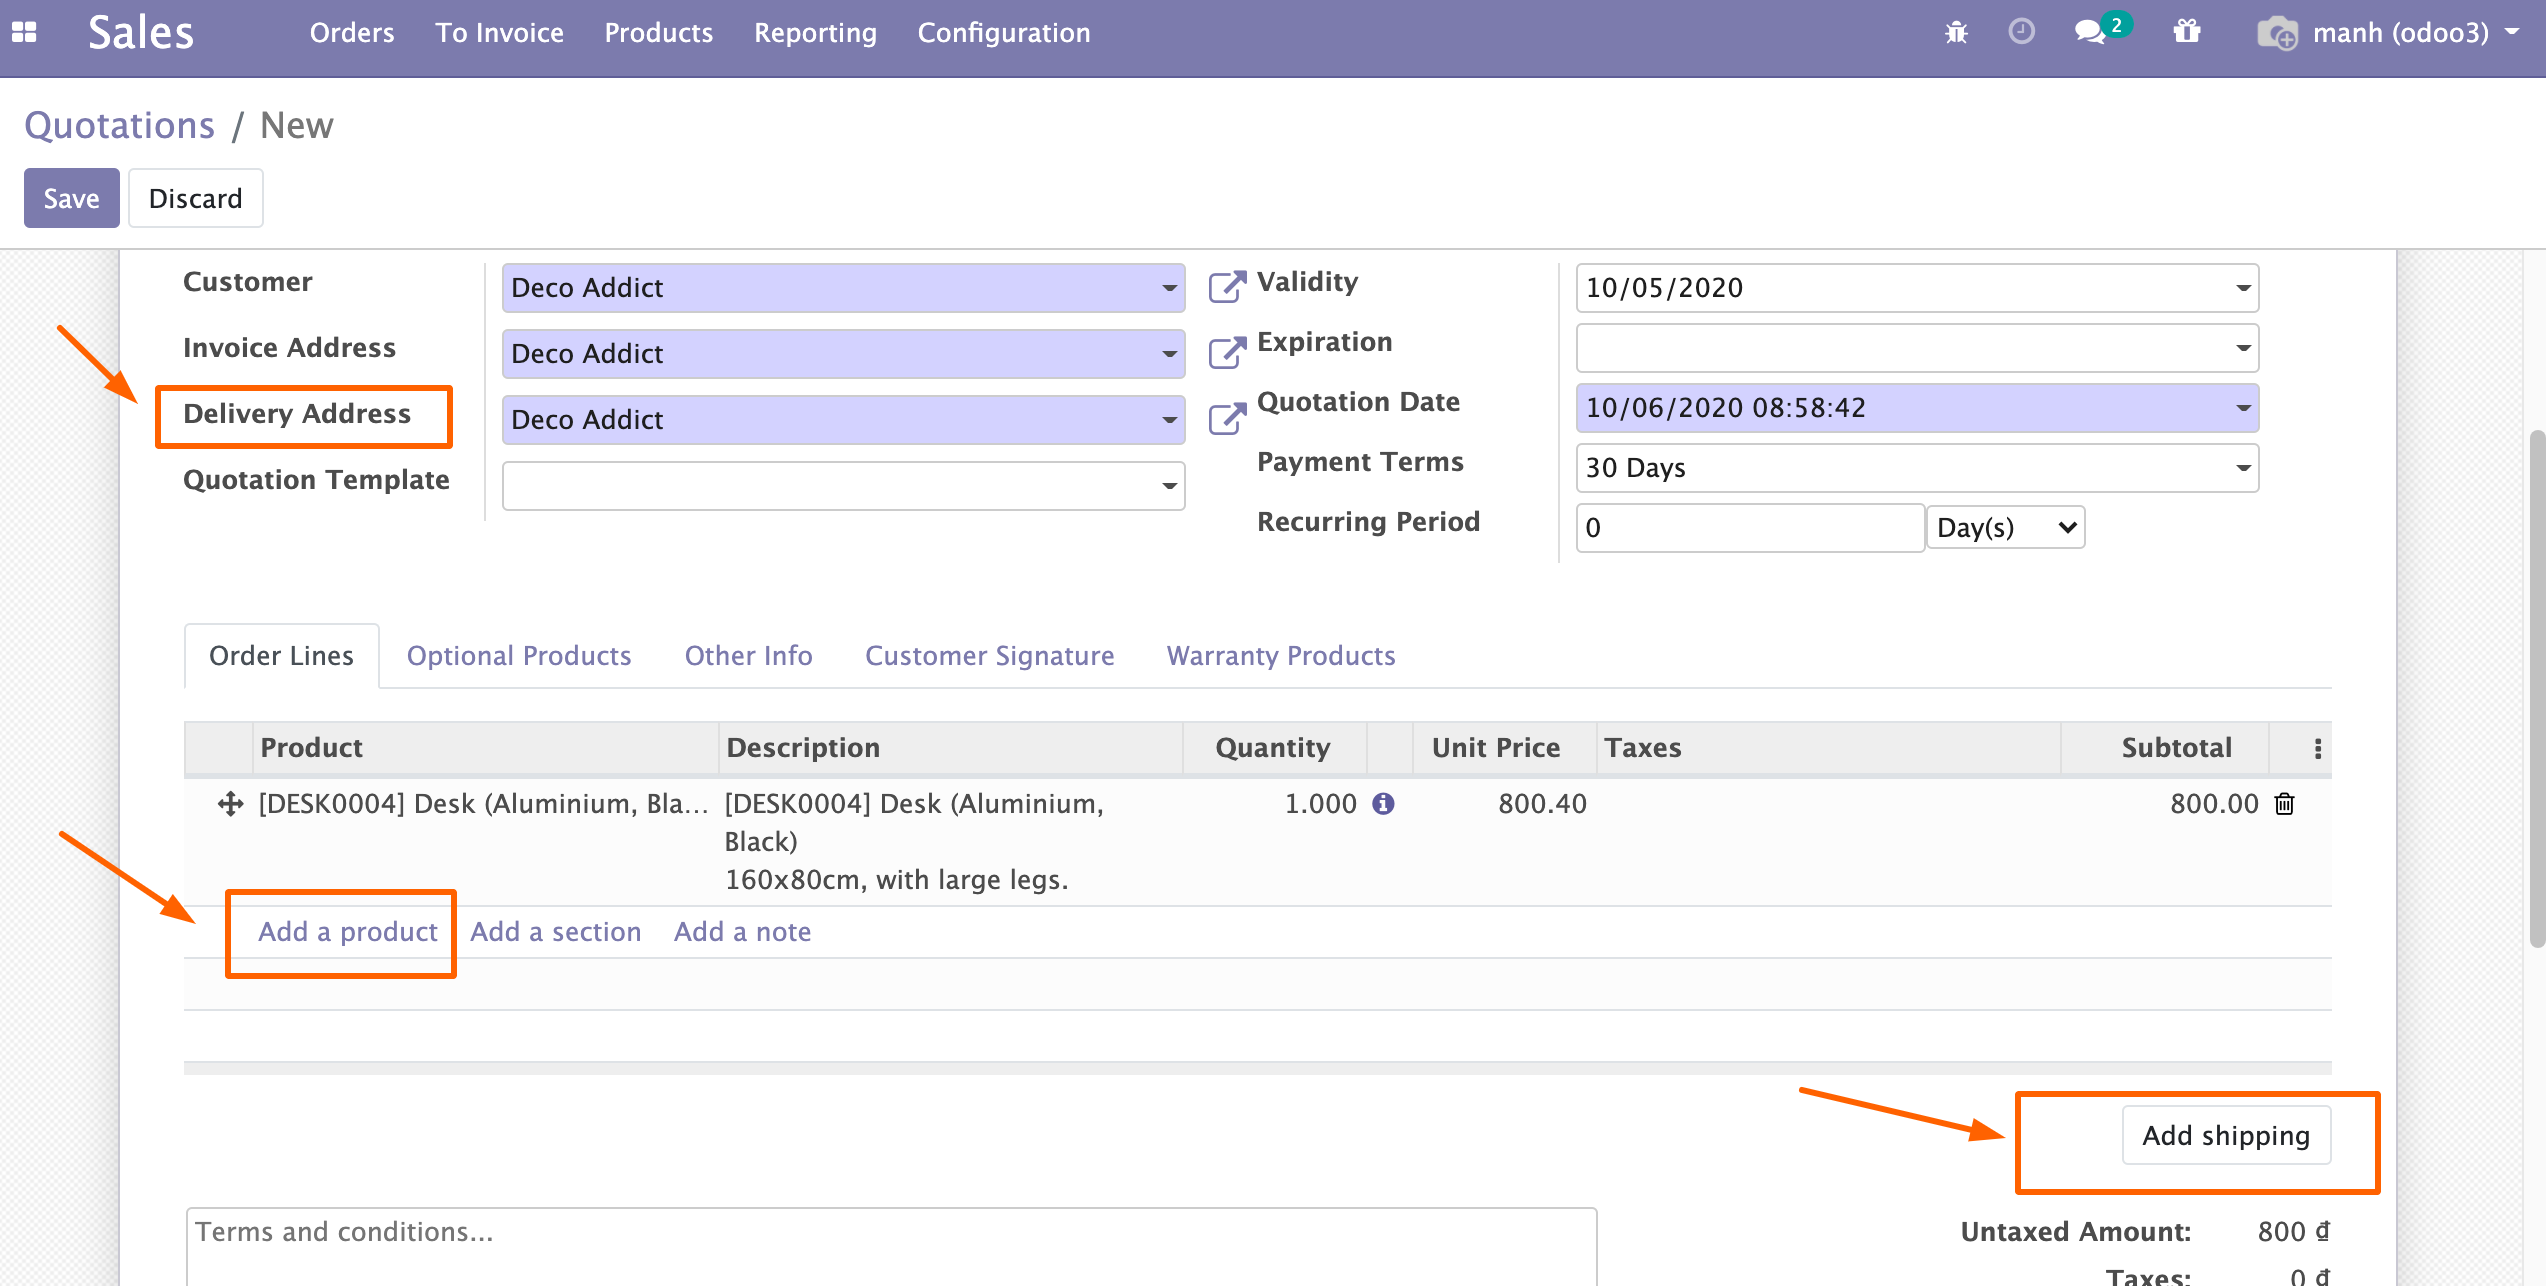 Sales Orders To Invoice Products Reporting Configuration 2 manh (odoo3)
Quotations / New
Save Discard
Customer Deco Addict
Invoice Address Deco Addict
Delivery Address Deco Addict
Quotation Template
Validity 10/05/2020
Expiration
Quotation Date 10/06/2020 08:58:42
Payment Terms 30 Days
Recurring Period 0 Day(s)
Order Lines Optional Products Other Info Customer Signature Warranty Products
Product Description Quantity Unit Price Taxes Subtotal
[DESK0004] Desk (Aluminium, Bla... [DESK0004] Desk (Aluminium, 1.000 800.40 800.00
Black)
160x80cm, with large legs.
Add a product Add a section Add a note
Add shipping
Terms and conditions...
Untaxed Amount: 800 ₫
Taxes: 0 ₫